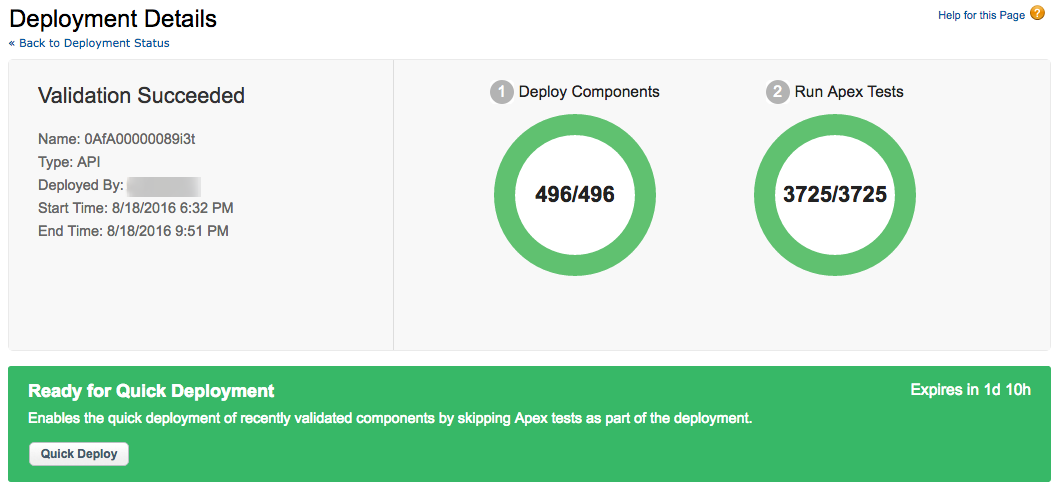 Deployment Details
Help for this Page ?
« Back to Deployment Status
Validation Succeeded
Name: 0AfA00000089i3t
Type: API
Deployed By:
Start Time: 8/18/2016 6:32 PM
End Time: 8/18/2016 9:51 PM
1 Deploy Components
496/496
2 Run Apex Tests
3725/3725
Ready for Quick Deployment
Expires in 1d 10h
Enables the quick deployment of recently validated components by skipping Apex tests as part of the deployment.
Quick Deploy